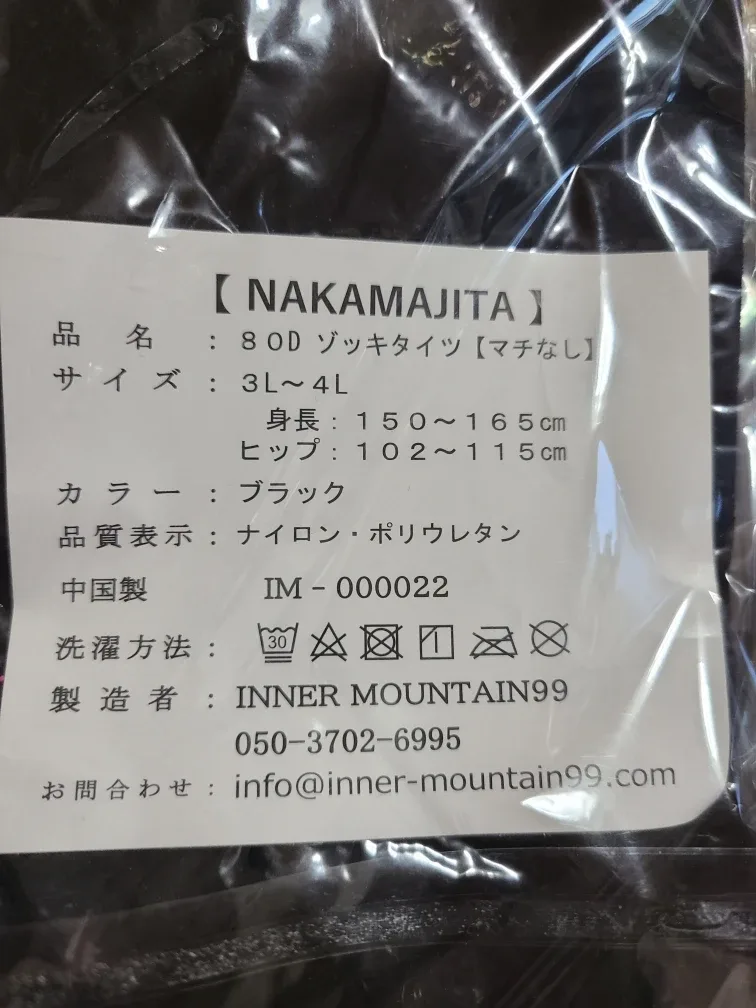 【 NAKAMAJITA 】
品名 : ８０D ゾッキタイツ【マチなし】
サイズ : ３L～４L
身長 : １５０～１６５㎝
ヒップ : １０２～１１５㎝
カラー : ブラック
品質表示 : ナイロン・ポリウレタン
中国製 IM－000022
洗濯方法 : 30
製造者 : INNER MOUNTAIN99
050-3702-6995
お問合わせ : info@inner-mountain99.com